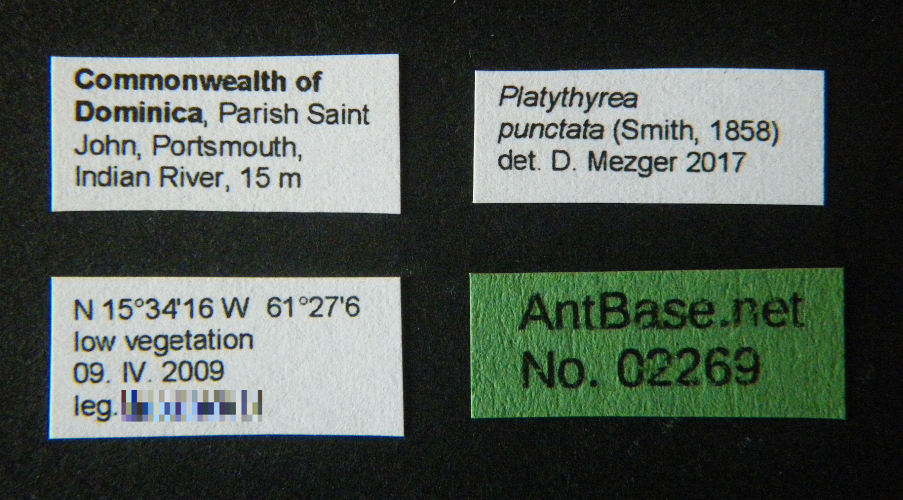 Commonwealth of
Dominica, Parish Saint
John, Portsmouth,
Indian River, 15 m
Platythyrea
punctata (Smith, 1858)
det. D. Mezger 2017
N 15°34'16 W  61°27'6
low vegetation
09. IV. 2009
leg.
AntBase.net
No. 02269